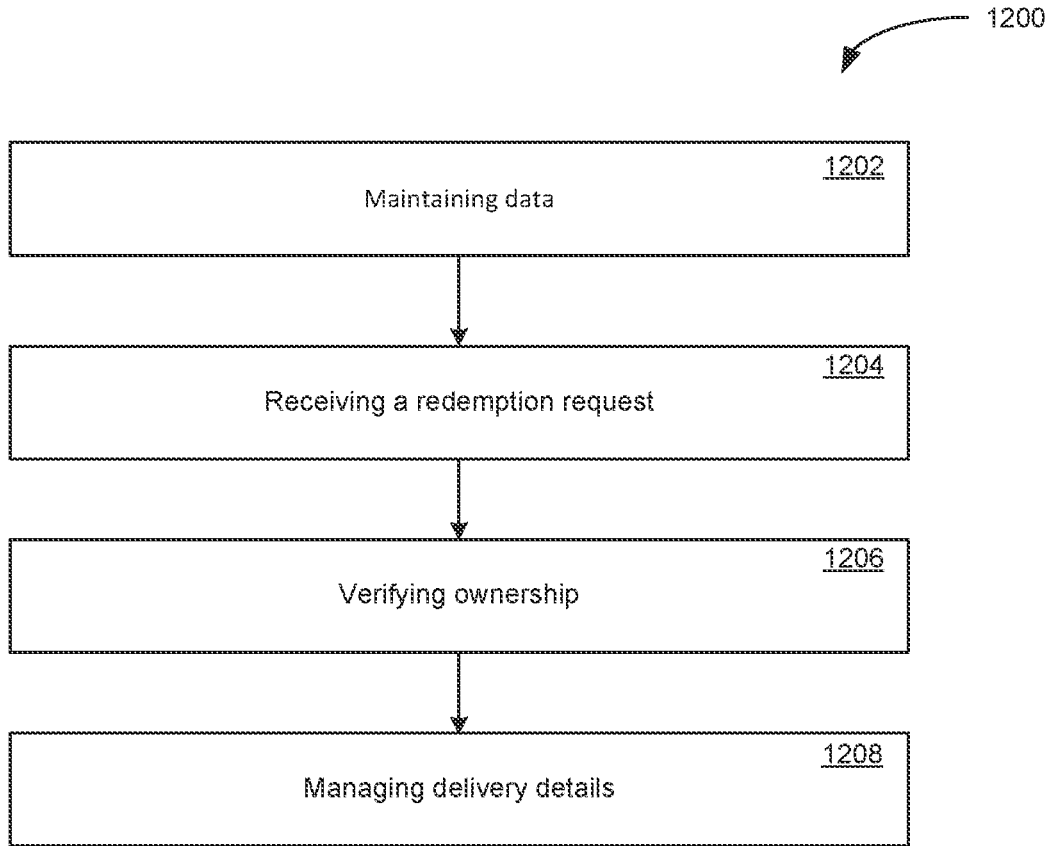 1200
1202
Maintaining data
1204
Receiving a redemption request
1206
Verifying ownership
1208
Managing delivery details